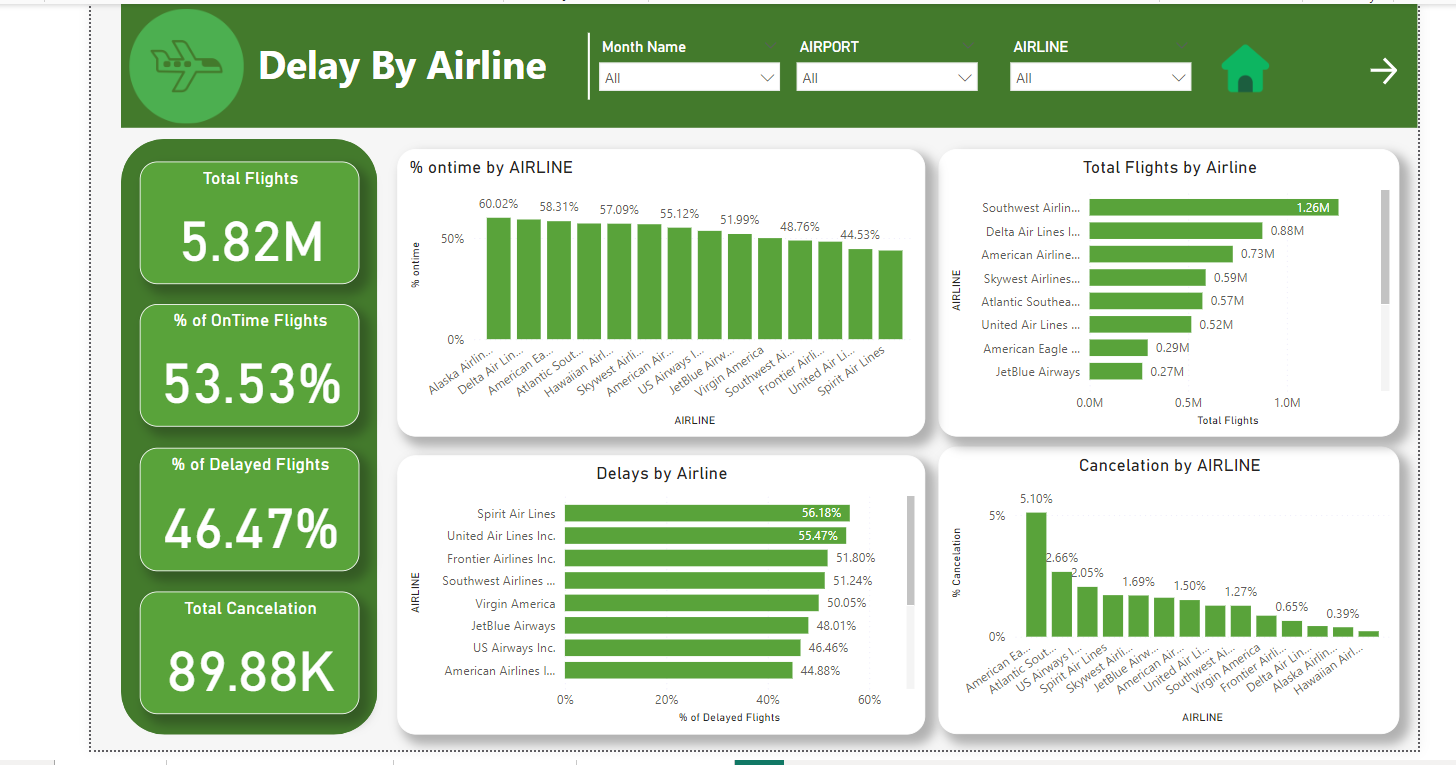 Delay By Airline
Month Name
All
AIRPORT
All
AIRLINE
All
Total Flights
5.82M
% of OnTime Flights
53.53%
% of Delayed Flights
46.47%
Total Cancelation
89.88K
% ontime by AIRLINE
% ontime
50%
0%
60.02%
58.31%
57.09%
55.12%
51.99%
48.76%
44.53%
Alaska Airlin...
Delta Air Lin...
American Ea...
Atlantic Sout...
Hawaiian Airl...
Skywest Airli...
American Air...
US Airways I...
JetBlue Airw...
Virgin America
Southwest Ai...
Frontier Airli...
United Air Li...
Spirit Air Lines
AIRLINE
Total Flights by Airline
AIRLINE
Southwest Airlin... 1.26M
Delta Air Lines I... 0.88M
American Airline... 0.73M
Skywest Airlines... 0.59M
Atlantic Southea... 0.57M
United Air Lines ... 0.52M
American Eagle ... 0.29M
JetBlue Airways 0.27M
0.0M 0.5M 1.0M
Total Flights
Delays by Airline
AIRLINE
Spirit Air Lines 56.18%
United Air Lines Inc. 55.47%
Frontier Airlines Inc. 51.80%
Southwest Airlines ... 51.24%
Virgin America 50.05%
JetBlue Airways 48.01%
US Airways Inc. 46.46%
American Airlines I... 44.88%
0% 20% 40% 60%
% of Delayed Flights
Cancelation by AIRLINE
% Cancelation
5%
0%
5.10%
2.66%
2.05%
1.69%
1.50%
1.27%
0.65%
0.39%
American Ea...
Atlantic Sout...
US Airways I...
Spirit Air Lines
Skywest Airli...
JetBlue Airw...
American Air...
United Air Li...
Southwest Ai...
Virgin America
Frontier Airli...
Delta Air Lin...
Alaska Airlin...
Hawaiian Airl...
AIRLINE